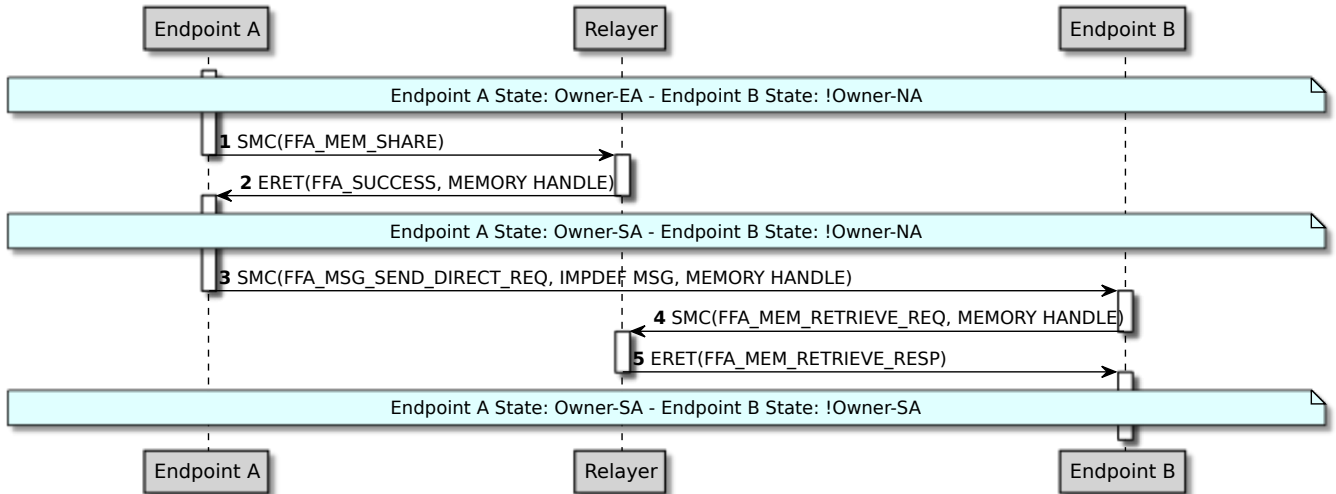 Endpoint A Relayer Endpoint B
Endpoint A State: Owner-EA - Endpoint B State: !Owner-NA
1 SMC(FFA_MEM_SHARE)
2 ERET(FFA_SUCCESS, MEMORY HANDLE)
Endpoint A State: Owner-SA - Endpoint B State: !Owner-NA
3 SMC(FFA_MSG_SEND_DIRECT_REQ, IMPDEF MSG, MEMORY HANDLE)
4 SMC(FFA_MEM_RETRIEVE_REQ, MEMORY HANDLE)
5 ERET(FFA_MEM_RETRIEVE_RESP)
Endpoint A State: Owner-SA - Endpoint B State: !Owner-SA
Endpoint A Relayer Endpoint B